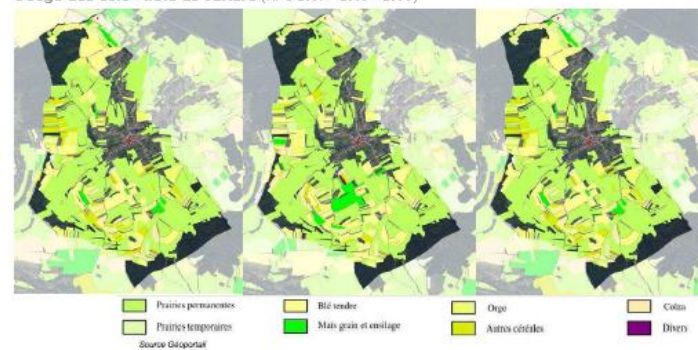 Prairies permanentes
Blé tendre
Orge
Colza
Prairies temporaires
Maïs grain et ensilage
Autres céréales
Divers
Source Géoportail